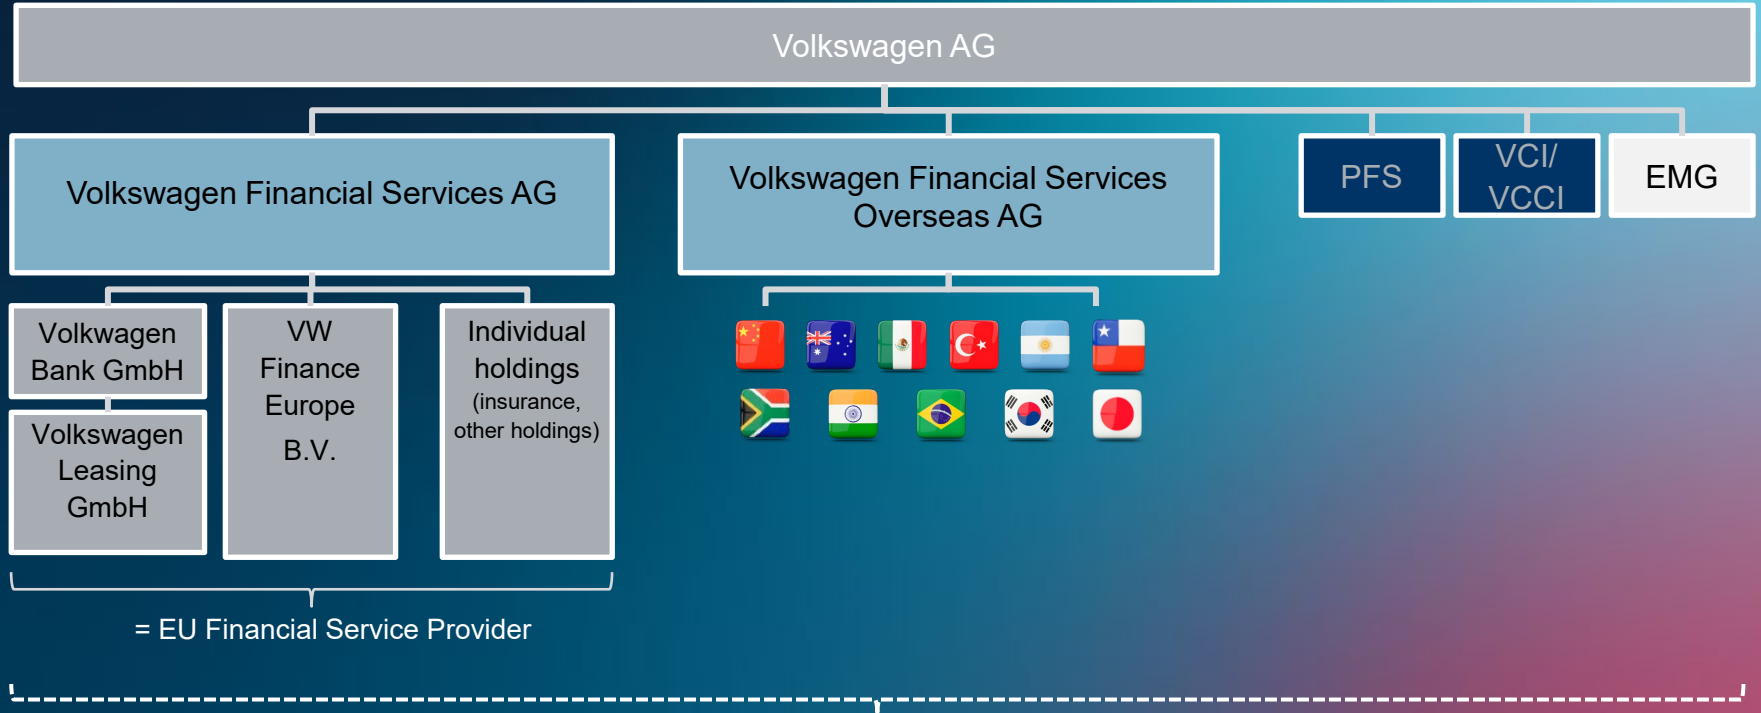 Volkswagen AG
Volkswagen Financial Services AG
Volkswagen Financial Services
Overseas AG
PFS
VCI/
VCCI
EMG
Volkwagen
Bank GmbH
Volkswagen
Leasing
GmbH
VW
Finance
Europe
B.V.
Individual
holdings
(insurance,
other holdings)
= EU Financial Service Provider